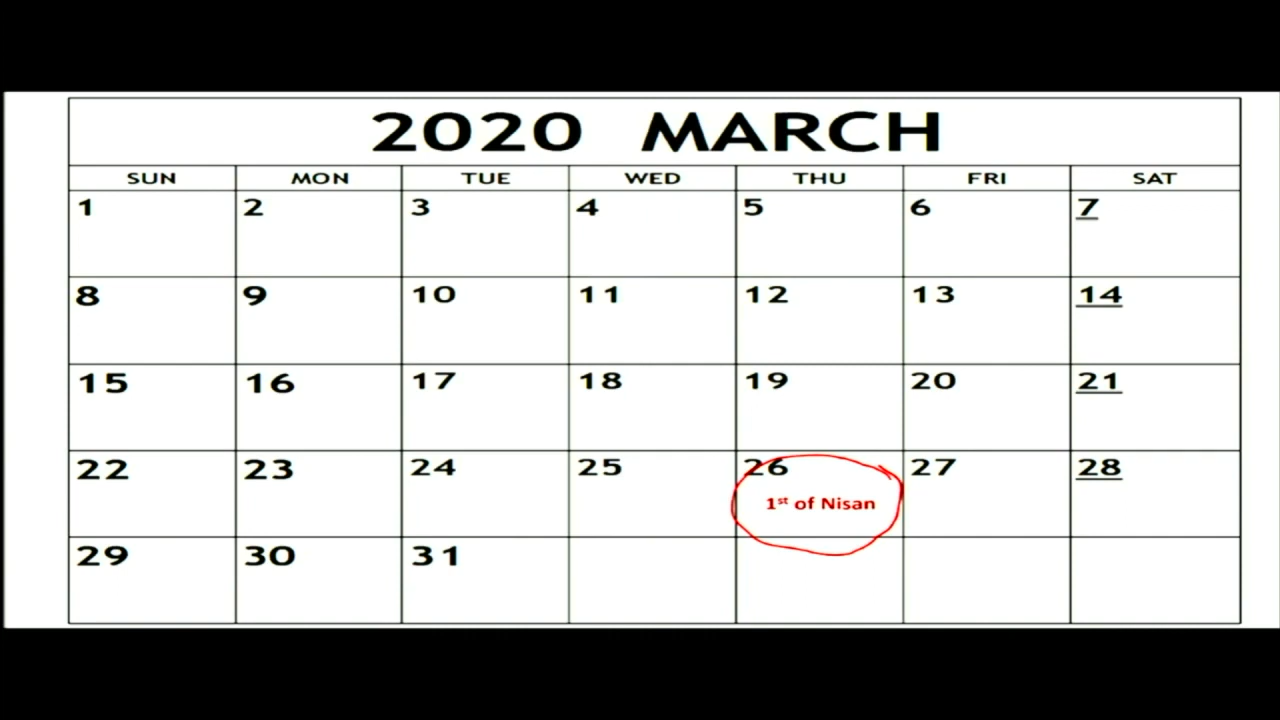 2020 MARCH
SUN MON TUE WED THU FRI SAT
1 2 3 4 5 6 7
8 9 10 11 12 13 14
15 16 17 18 19 20 21
22 23 24 25 26 27 28
1st of Nisan
29 30 31